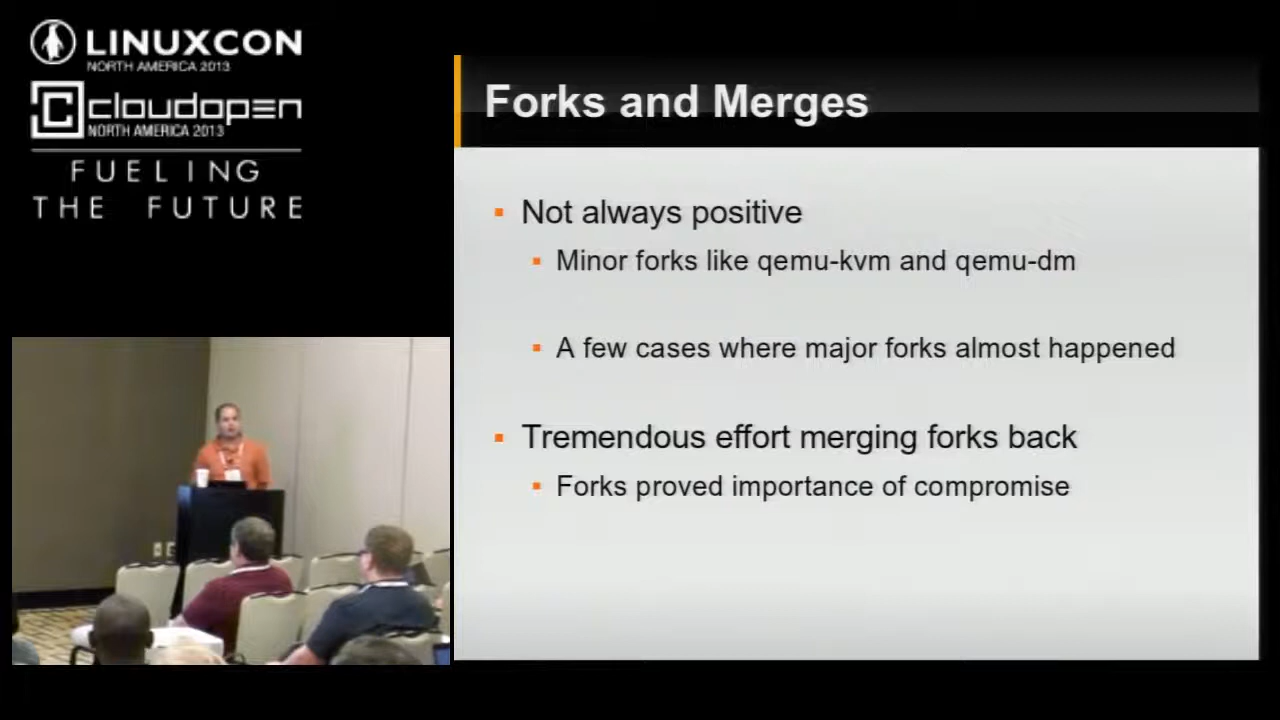 LINUXCON
NORTH AMERICA 2013
cloudopen
NORTH AMERICA 2013
FUELING
THE FUTURE
Forks and Merges
Not always positive
Minor forks like qemu-kvm and qemu-dm
A few cases where major forks almost happened
Tremendous effort merging forks back
Forks proved importance of compromise